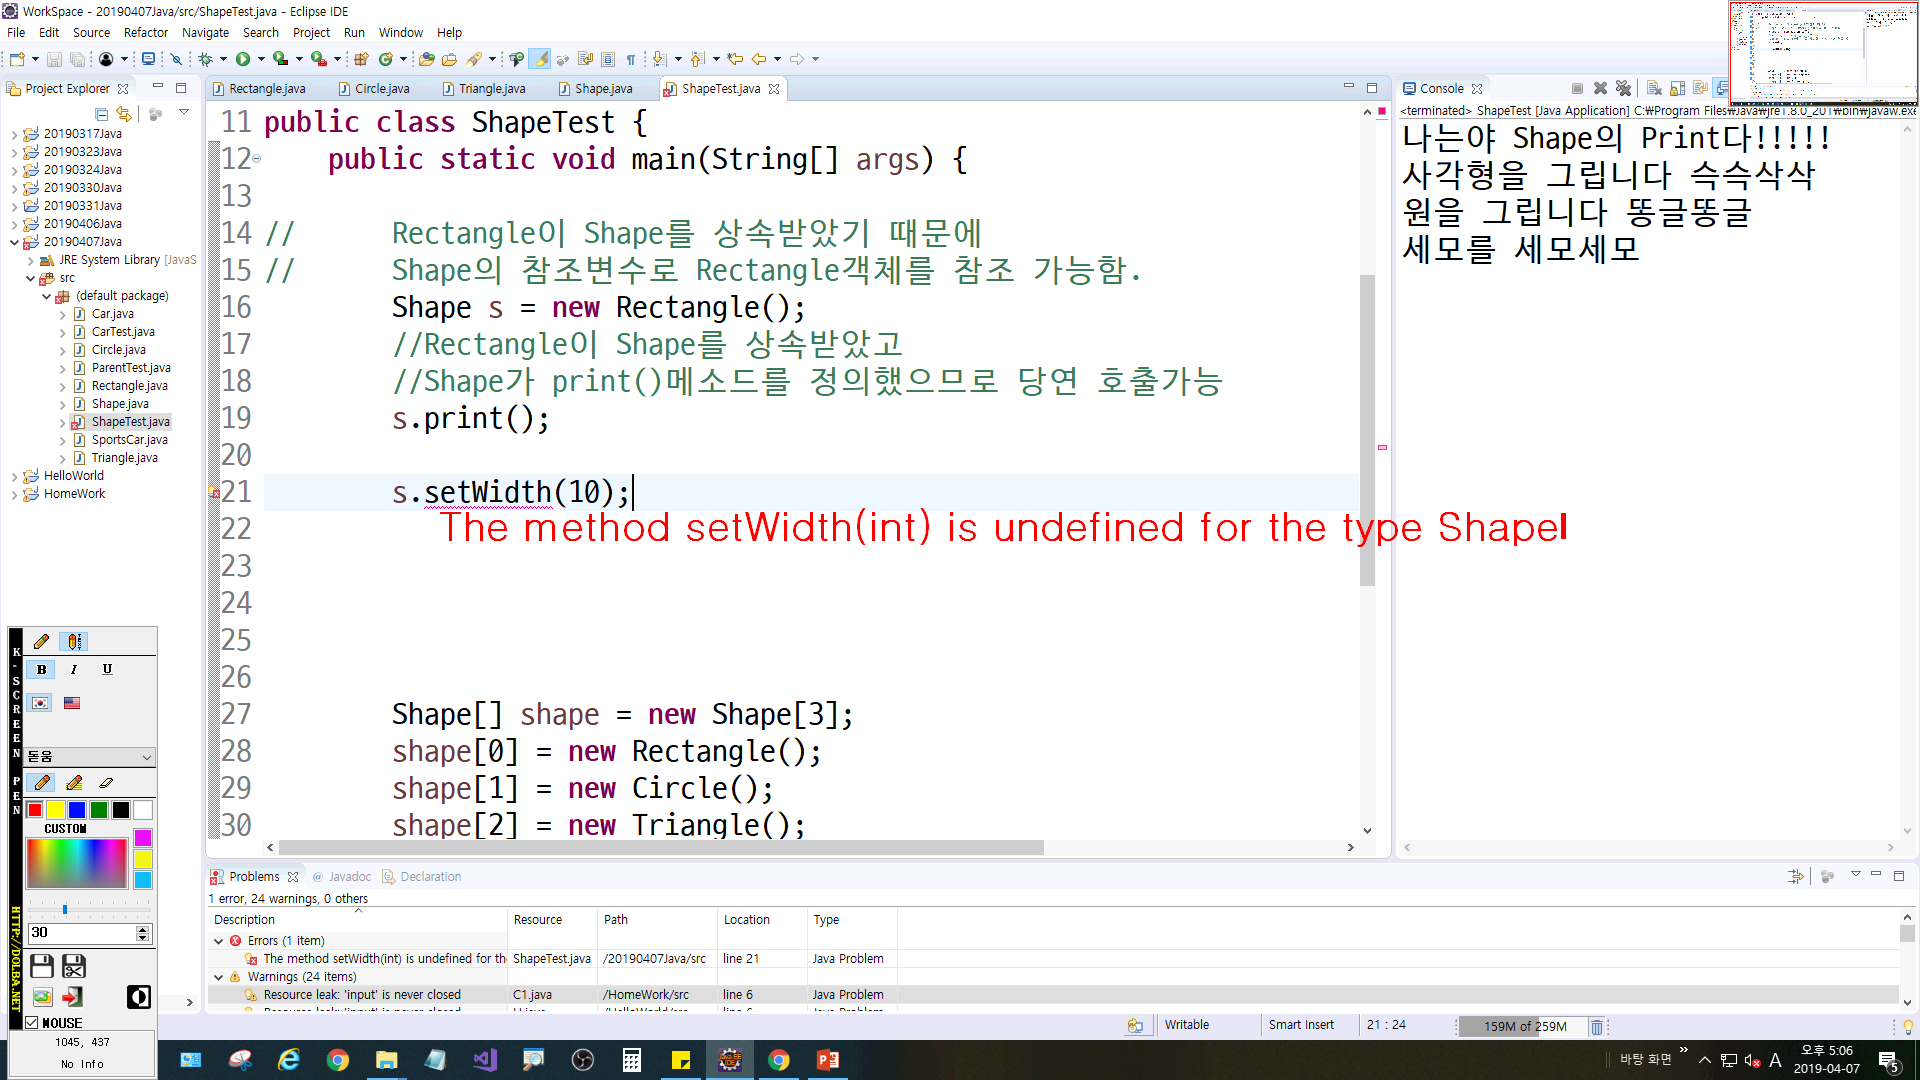 WorkSpace - 20190407Java/src/ShapeTest.java - Eclipse IDE
File Edit Source Refactor Navigate Search Project Run Window Help
Project Explorer
20190317Java
20190323Java
20190324Java
20190330Java
20190331Java
20190406Java
20190407Java
JRE System Library [JavaS
src
(default package)
Car.java
CarTest.java
Circle.java
ParentTest.java
Rectangle.java
Shape.java
ShapeTest.java
SportsCar.java
Triangle.java
HelloWorld
HomeWork
Rectangle.java Circle.java Triangle.java Shape.java ShapeTest.java
11 public class ShapeTest {
12 public static void main(String[] args) {
13
14 // Rectangle이 Shape를 상속받았기 때문에
15 // Shape의 참조변수로 Rectangle객체를 참조 가능함.
16 Shape s = new Rectangle();
17 //Rectangle이 Shape를 상속받았고
18 //Shape가 print()메소드를 정의했으므로 당연 호출가능
19 s.print();
20
21 s.setWidth(10);
The method setWidth(int) is undefined for the type Shape
22
23
24
25
26
27 Shape[] shape = new Shape[3];
28 shape[0] = new Rectangle();
29 shape[1] = new Circle();
30 shape[2] = new Triangle();
Console
<terminated> ShapeTest [Java Application] C:₩Program Files₩Java₩jre1.8.0_201₩bin₩javaw.exe
나는야 Shape의 Print다!!!!!
사각형을 그립니다 슥슥삭삭
원을 그립니다 똥글똥글
세모를 세모세모
K-SCREEN PEN
HTTP://DOLBA.NET
B I U
돋움
CUSTOM
30
MOUSE
1045, 437
No Info
Problems @ Javadoc Declaration
1 error, 24 warnings, 0 others
Description Resource Path Location Type
Errors (1 item)
The method setWidth(int) is undefined for th ShapeTest.java /20190407Java/src line 21 Java Problem
Warnings (24 items)
Resource leak: 'input' is never closed C1.java /HomeWork/src line 6 Java Problem
Writable Smart Insert 21 : 24 159M of 259M
바탕 화면 » A 오후 5:06
2019-04-07
5